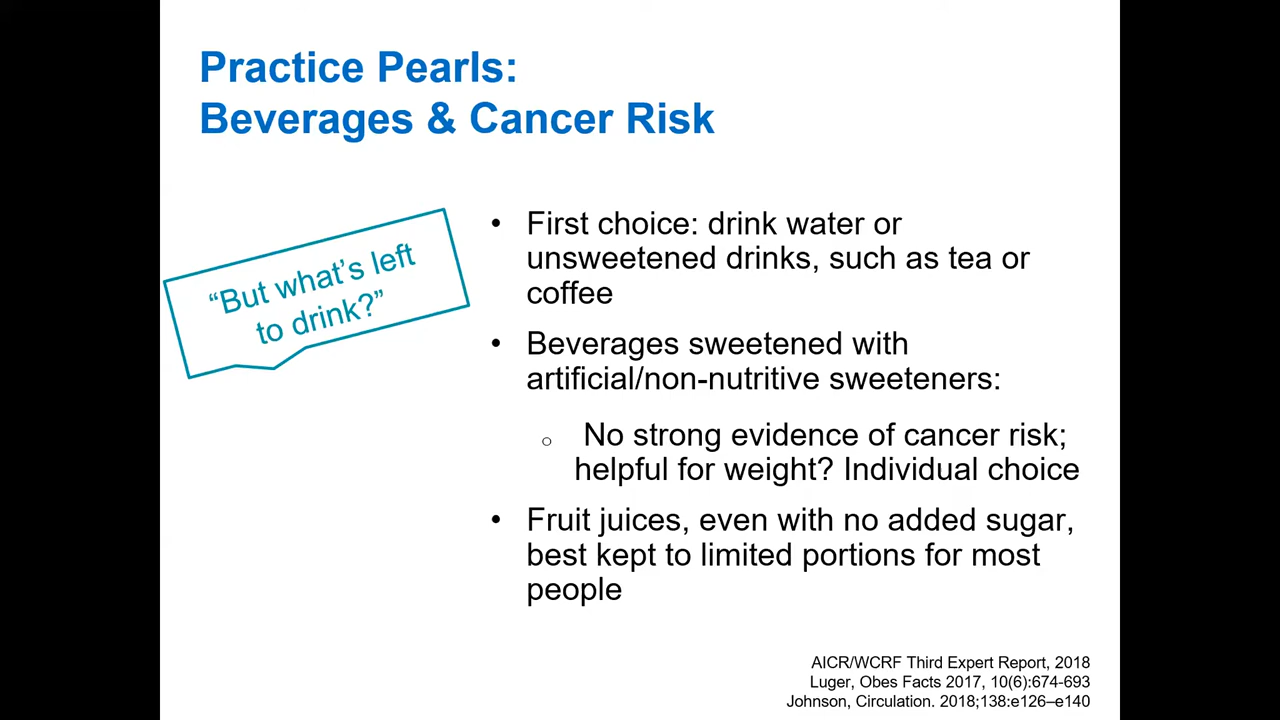 Practice Pearls:
Beverages & Cancer Risk
“But what’s left
to drink?”
• First choice: drink water or
unsweetened drinks, such as tea or
coffee
• Beverages sweetened with
artificial/non-nutritive sweeteners:
○ No strong evidence of cancer risk;
helpful for weight? Individual choice
• Fruit juices, even with no added sugar,
best kept to limited portions for most
people
AICR/WCRF Third Expert Report, 2018
Luger, Obes Facts 2017, 10(6):674-693
Johnson, Circulation. 2018;138:e126–e140